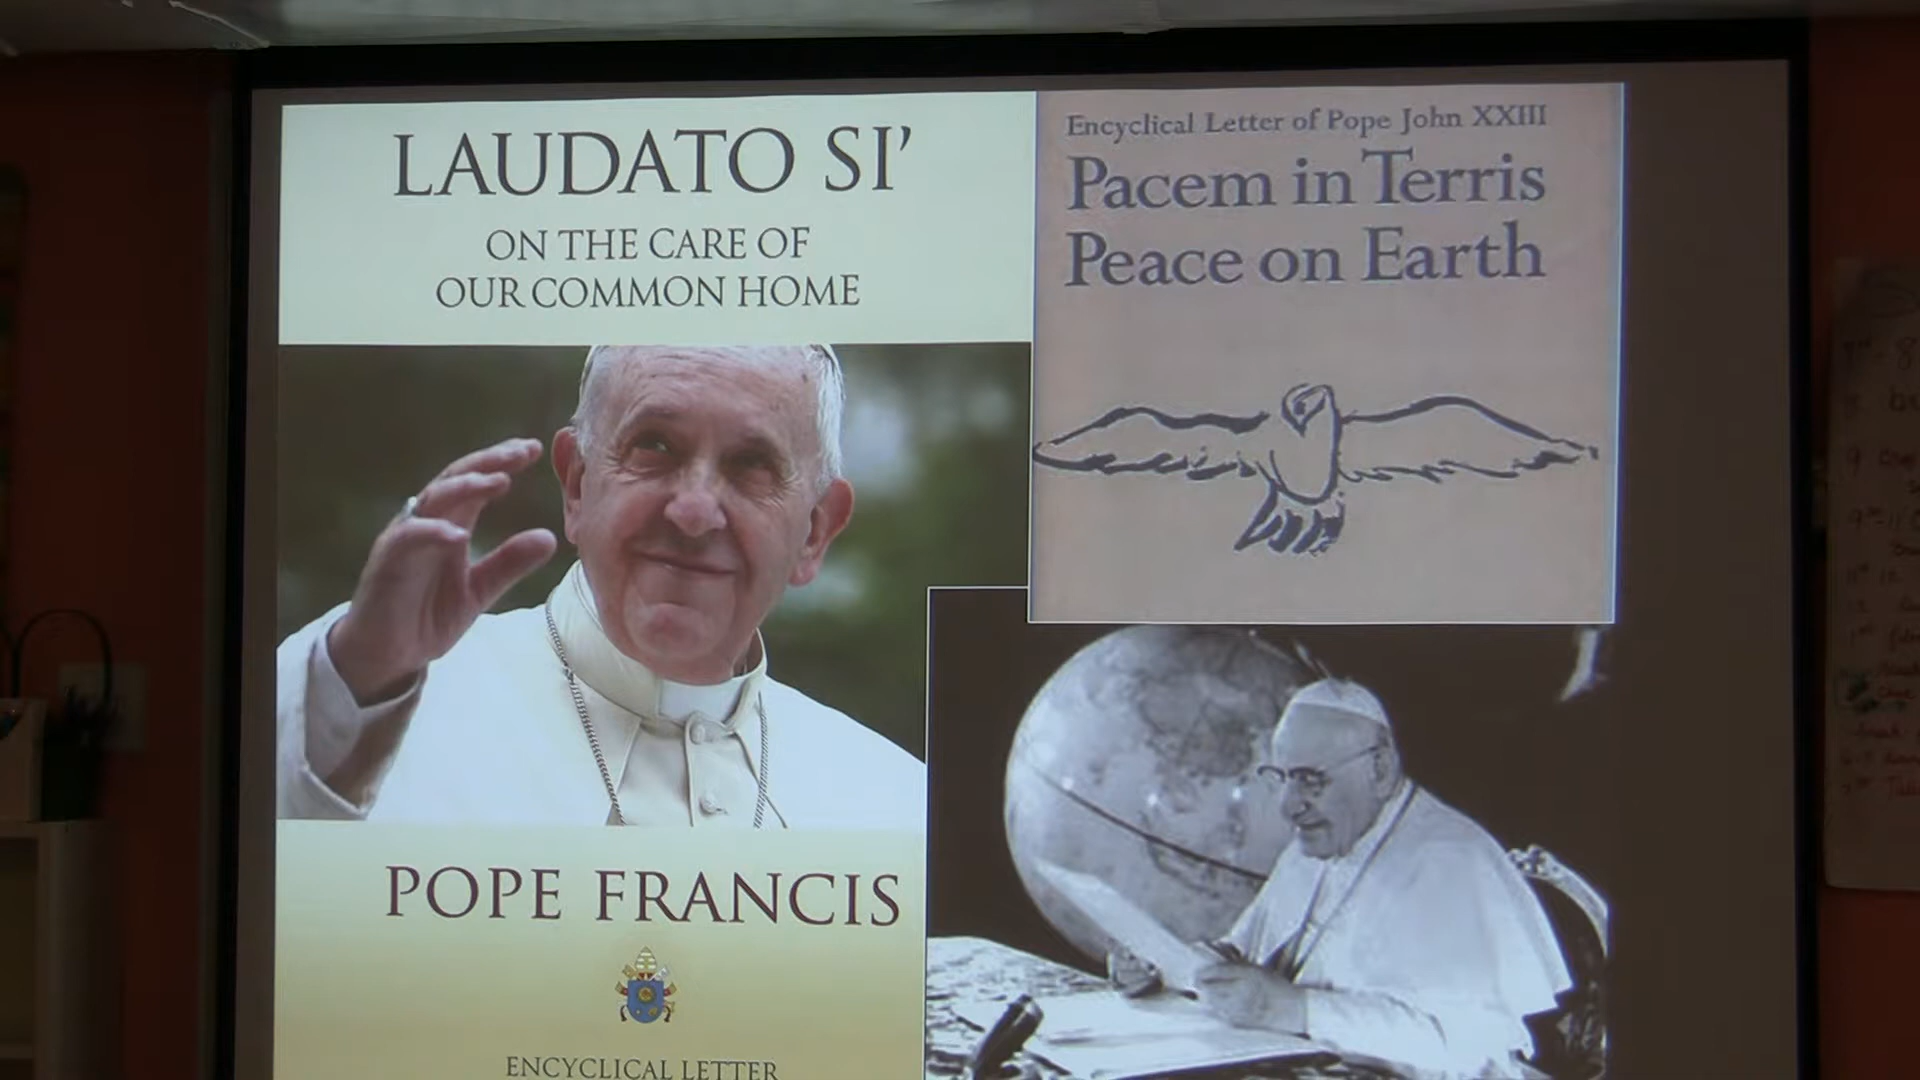 LAUDATO SI'
ON THE CARE OF
OUR COMMON HOME
POPE FRANCIS
ENCYCLICAL LETTER
Encyclical Letter of Pope John XXIII
Pacem in Terris
Peace on Earth